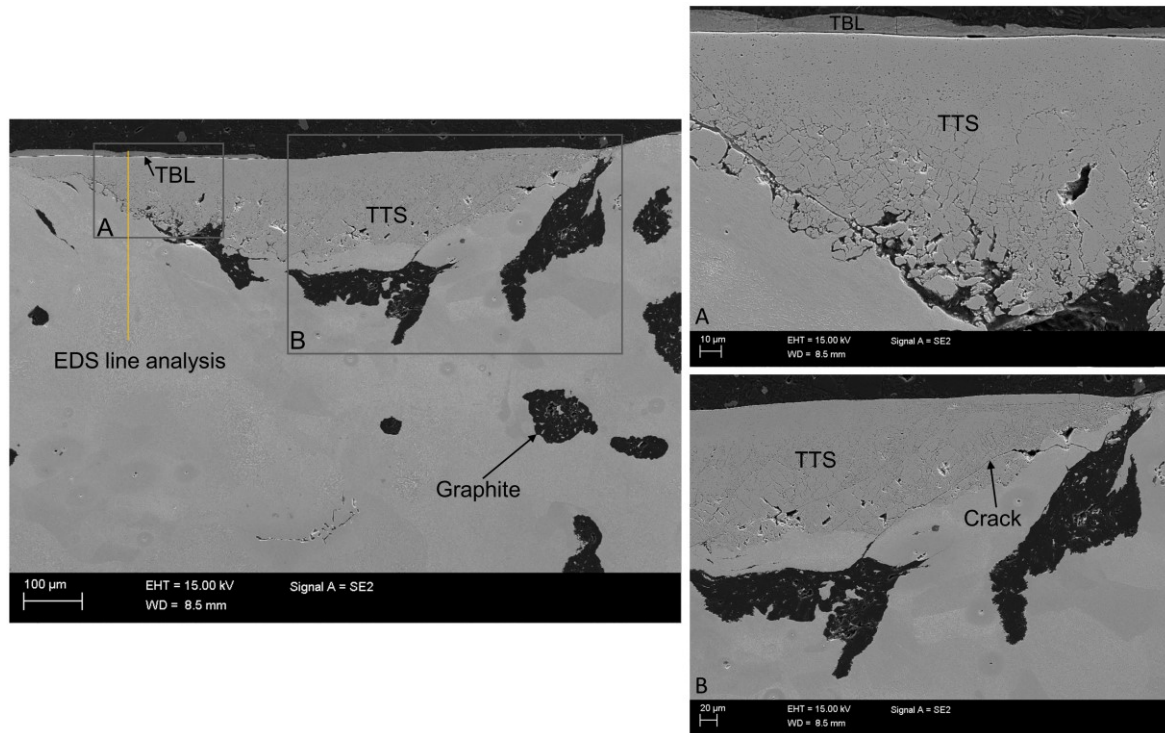 TBL
TTS
A
B
EDS line analysis
Graphite
100 µm
EHT = 15.00 kV
Signal A = SE2
WD = 8.5 mm
TBL
TTS
A
10 µm
EHT = 15.00 kV
Signal A = SE2
WD = 8.5 mm
TTS
Crack
B
20 µm
EHT = 15.00 kV
Signal A = SE2
WD = 8.5 mm